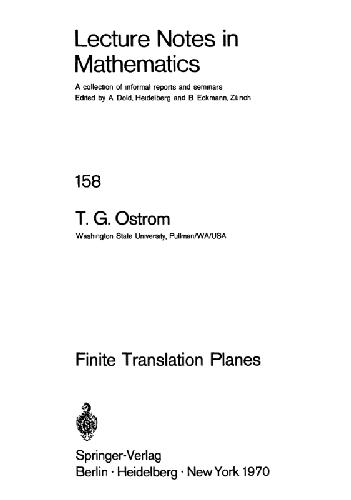 Lecture Notes in
Mathematics
A collection of informal reports and seminars
Edited by A. Dold, Heidelberg and B. Eckmann, Zürich
158
T. G. Ostrom
Washington State University, Pullman/WA/USA
Finite Translation Planes
Springer-Verlag
Berlin · Heidelberg · New York 1970